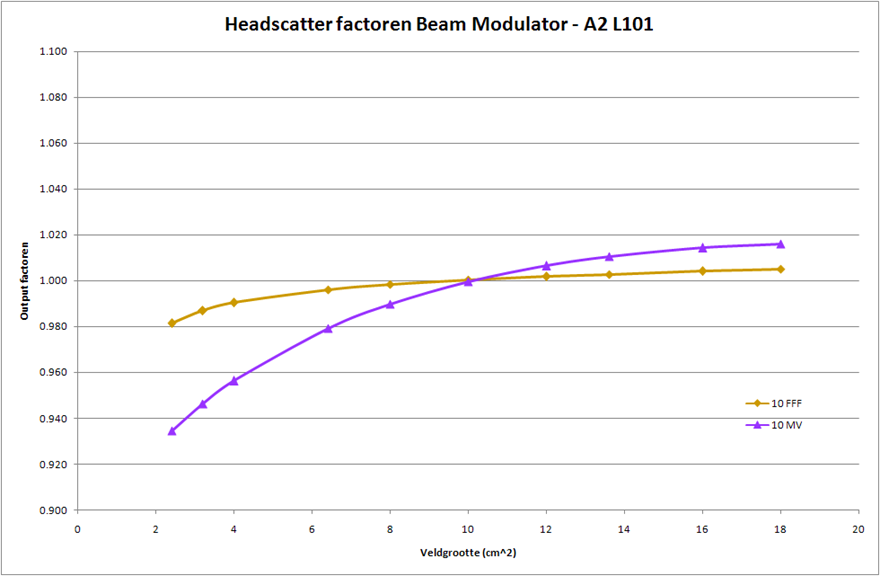 Headscatter factoren Beam Modulator - A2 L101
1.100
1.080
1.060
1.040
1.020
1.000
0.980
0.960
0.940
0.920
0.900
Output factoren
10 FFF
10 MV
0 2 4 6 8 10 12 14 16 18 20
Veldgrootte (cm^2)